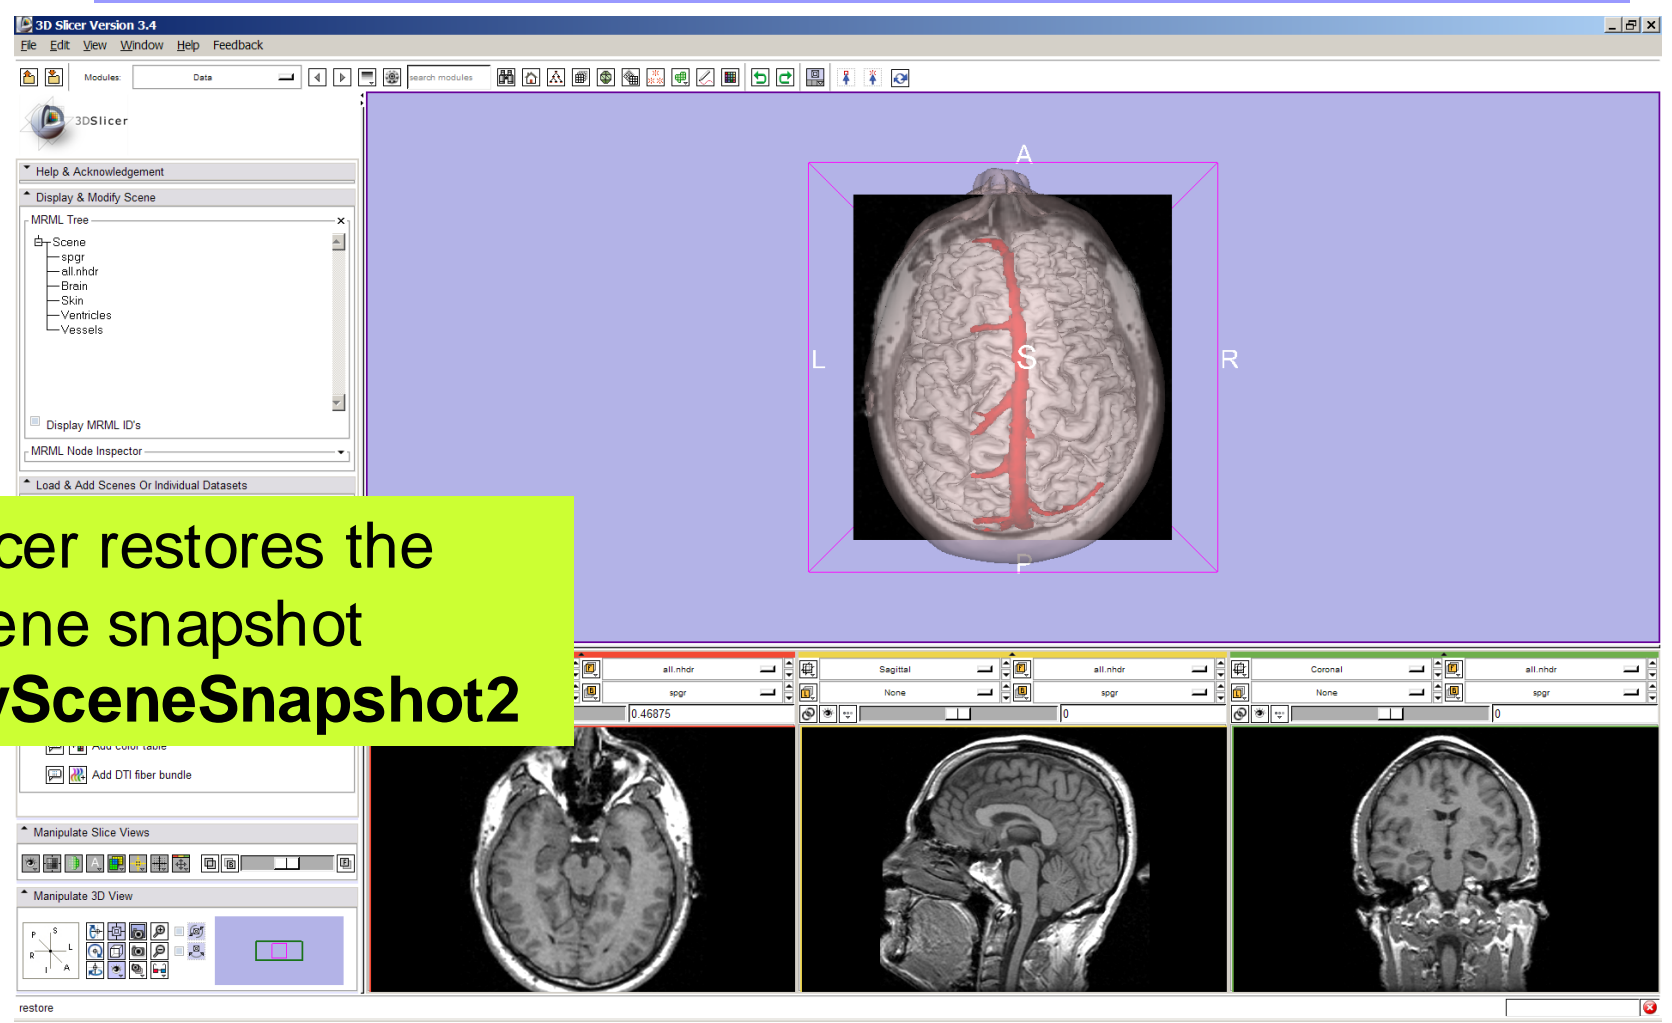 3D Slicer Version 3.4
File Edit View Window Help Feedback
Modules: Data search modules
3DSlicer
Help & Acknowledgement
Display & Modify Scene
MRML Tree
Scene
spgr
all.nhdr
Brain
Skin
Ventricles
Vessels
Display MRML ID's
MRML Node Inspector
Load & Add Scenes Or Individual Datasets
A
L S R
P
cer restores the
ene snapshot
ySceneSnapshot2
all.nhdr Sagittal all.nhdr Coronal all.nhdr
spgr None spgr None spgr
0.46875 0 0
Add color table
Add DTI fiber bundle
Manipulate Slice Views
Manipulate 3D View
P S
R L
I A
restore